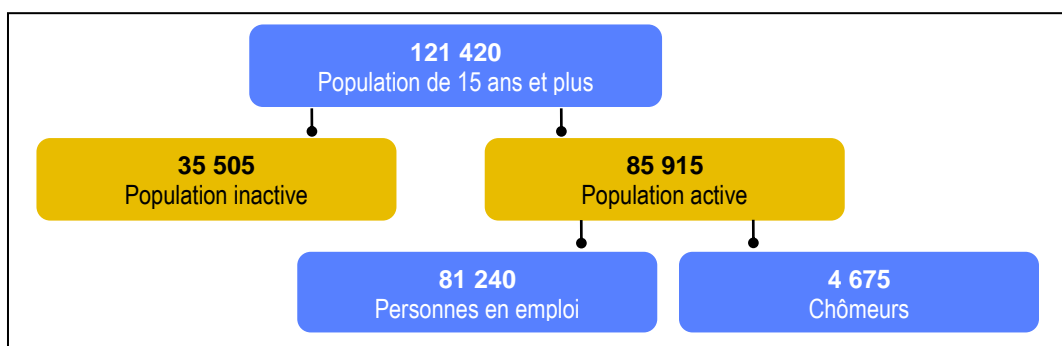 121 420
Population de 15 ans et plus
35 505
Population inactive
85 915
Population active
81 240
Personnes en emploi
4 675
Chômeurs